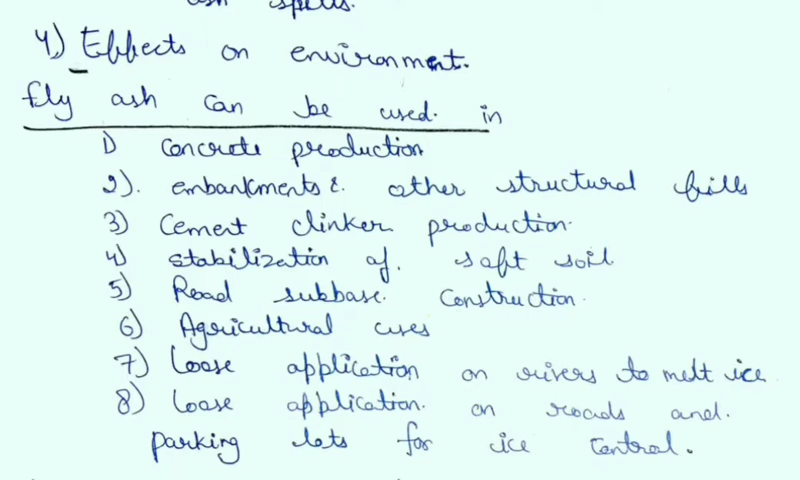 ash spells.
4) Effects on environment.
fly ash can be used in
1) Concrete production
2). embankments & other structural fills
3) Cement clinker production.
4) stabilization of soft soil
5) Road subbase construction.
6) Agricultural uses
7) Loose application on rivers to melt ice
8) Loose application on roads and
parking lots for ice control.